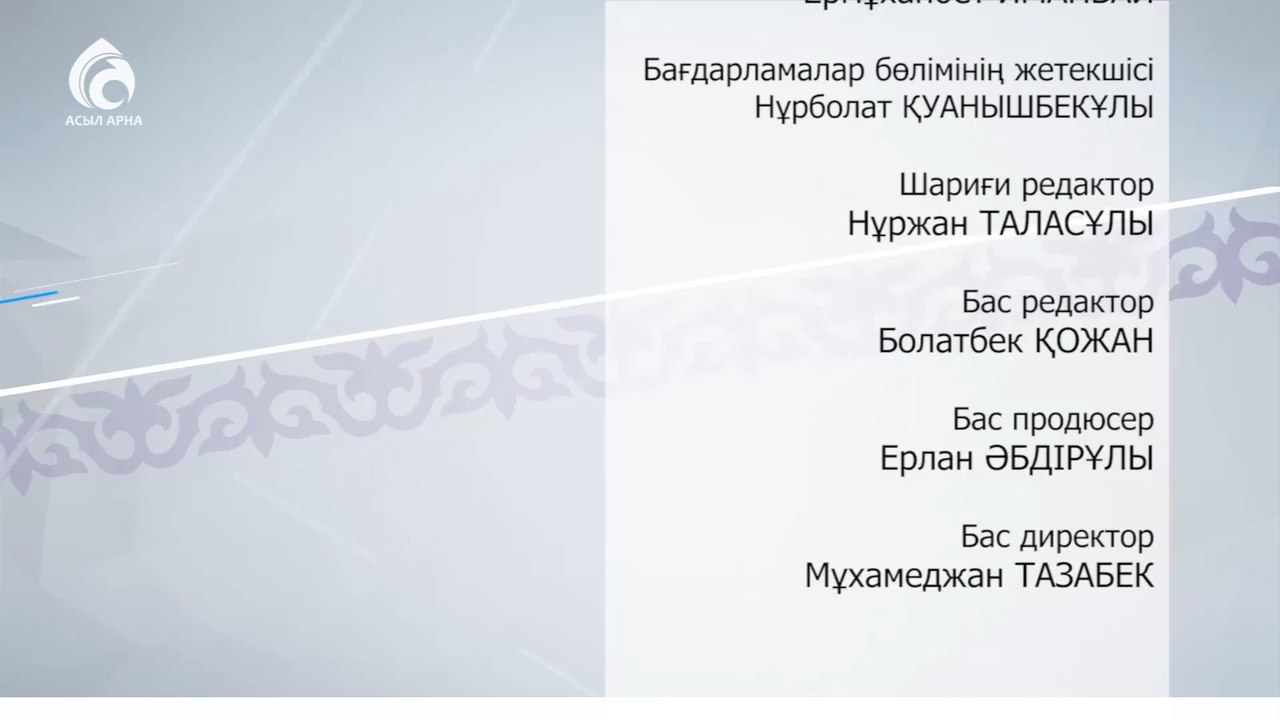 АСЫЛ АРНА
Бағдарламалар бөлімінің жетекшісі
Нұрболат ҚУАНЫШБЕКҰЛЫ
Шариғи редактор
Нұржан ТАЛАСҰЛЫ
Бас редактор
Болатбек ҚОЖАН
Бас продюсер
Ерлан ӘБДІРҰЛЫ
Бас директор
Мұхамеджан ТАЗАБЕК